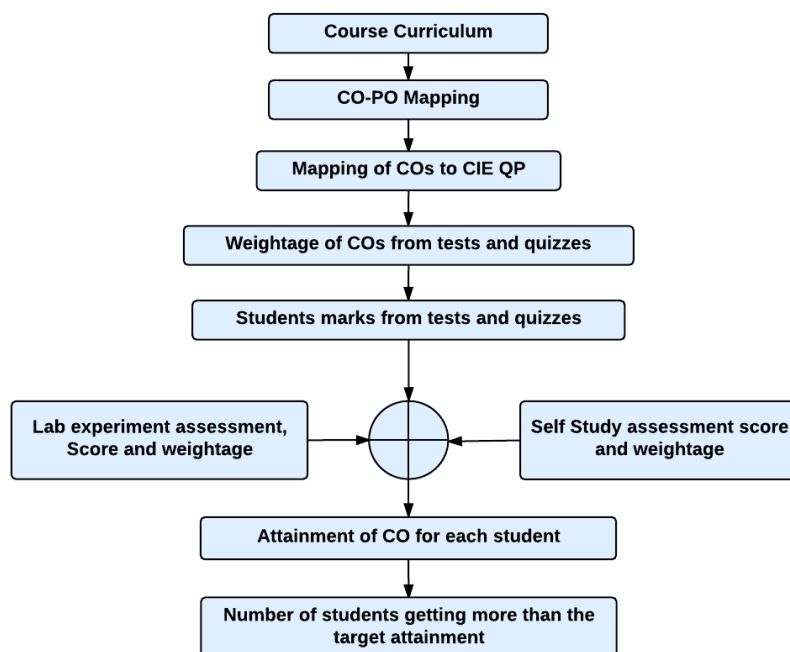 Course Curriculum
CO-PO Mapping
Mapping of COs to CIE QP
Weightage of COs from tests and quizzes
Students marks from tests and quizzes
Lab experiment assessment,
Score and weightage
Self Study assessment score
and weightage
Attainment of CO for each student
Number of students getting more than the
target attainment